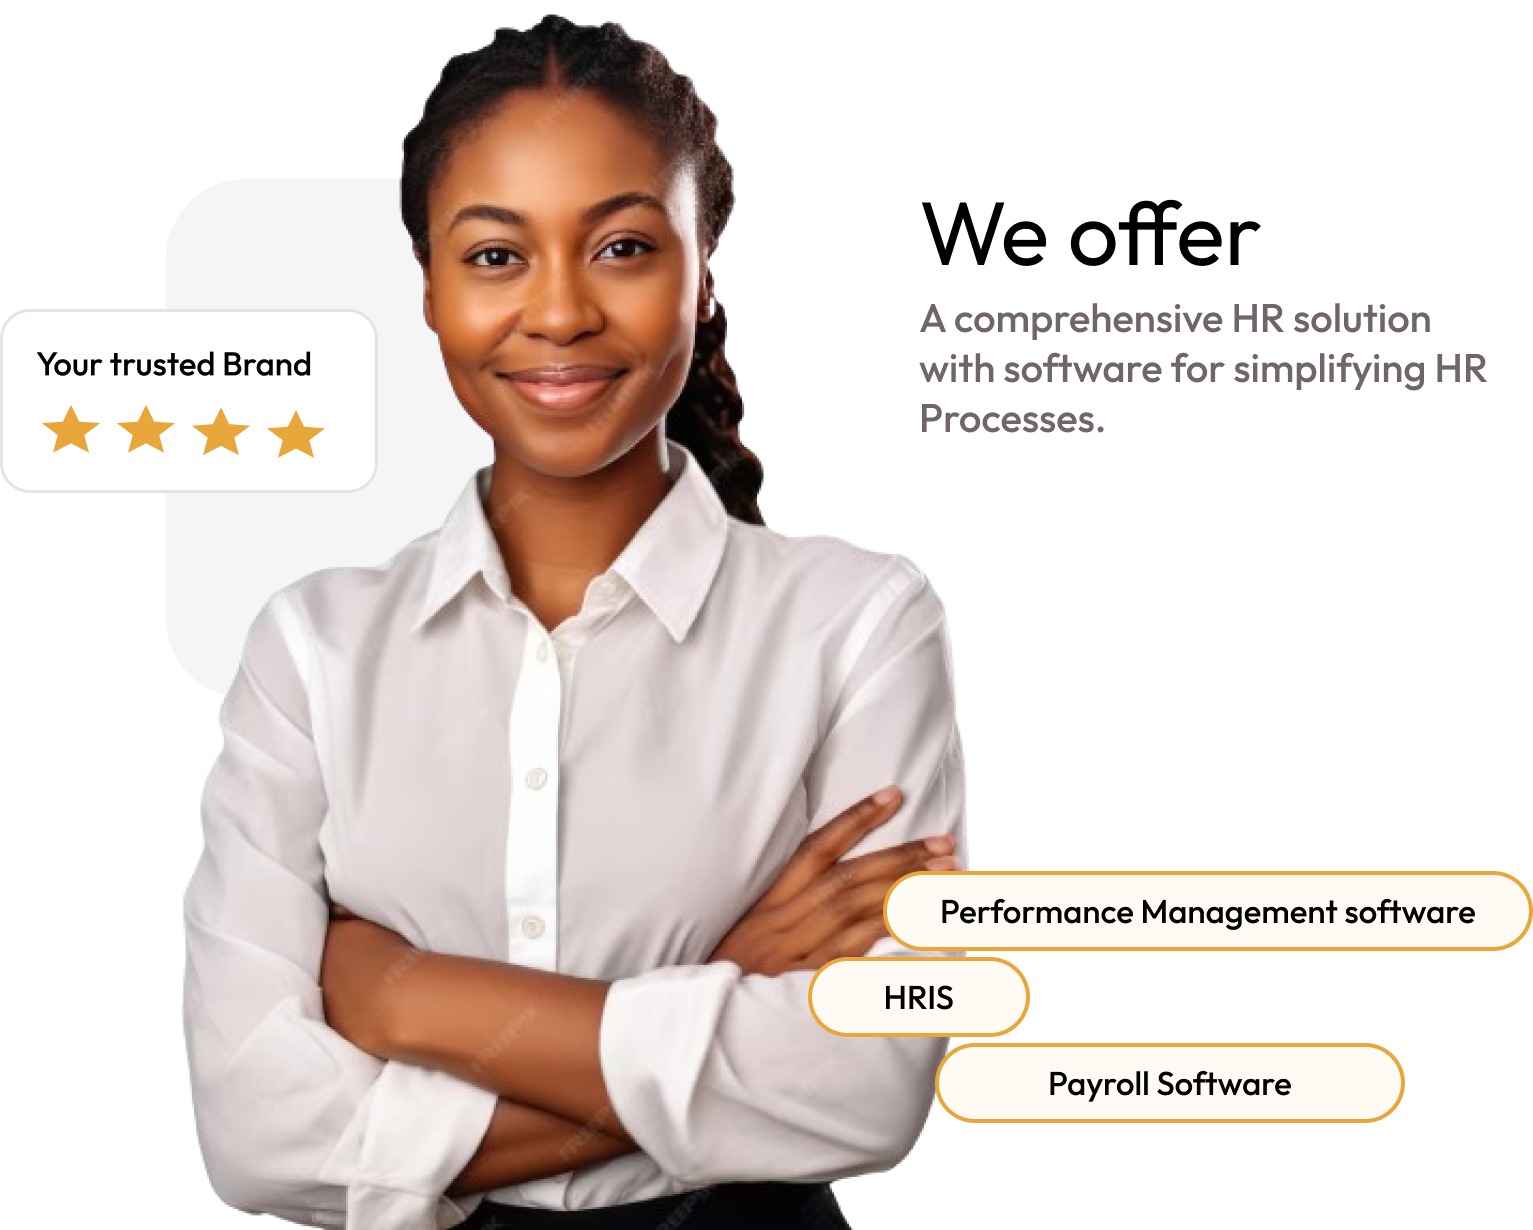 We offer
A comprehensive HR solution
with software for simplifying HR
Processes.
Your trusted Brand
Performance Management software
HRIS
Payroll Software